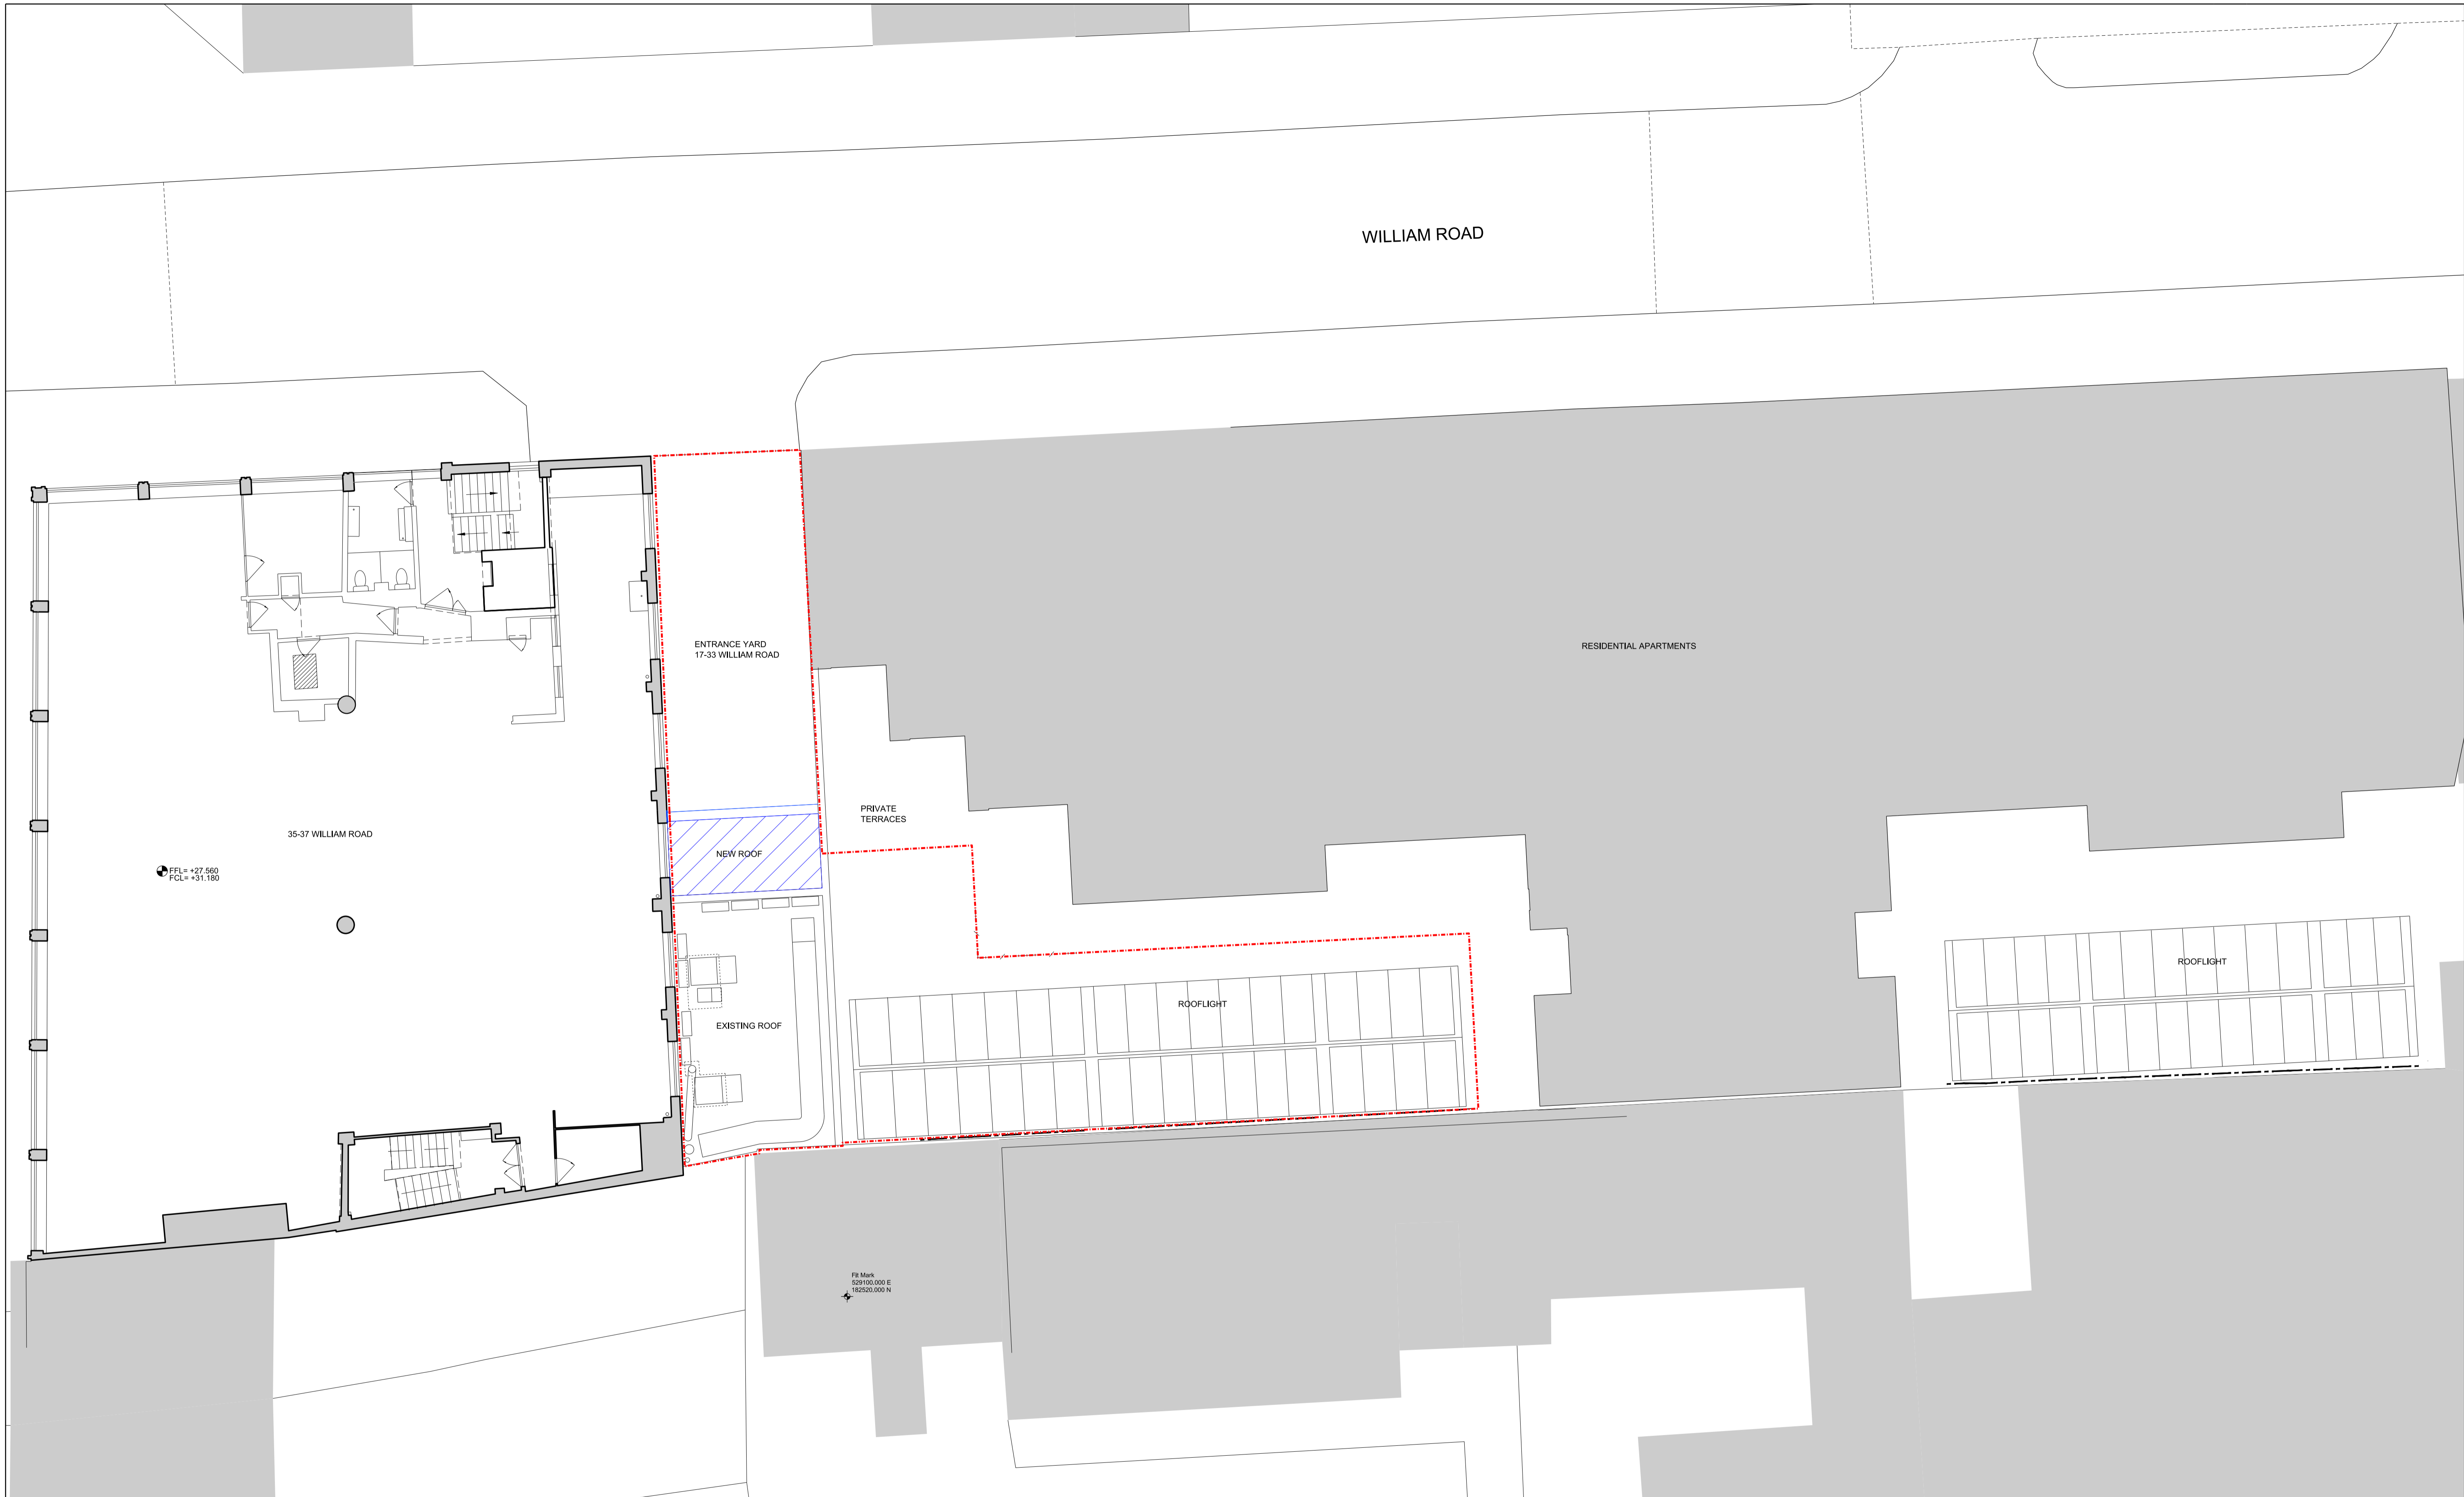 WILLIAM ROAD
ENTRANCE YARD
17-33 WILLIAM ROAD
RESIDENTIAL APARTMENTS
PRIVATE
TERRACES
35-37 WILLIAM ROAD
NEW ROOF
FFL= +27.560
FCL= +31.180
ROOFLIGHT
ROOFLIGHT
EXISTING ROOF
Fit Mark
529100.000 E
182520.000 N